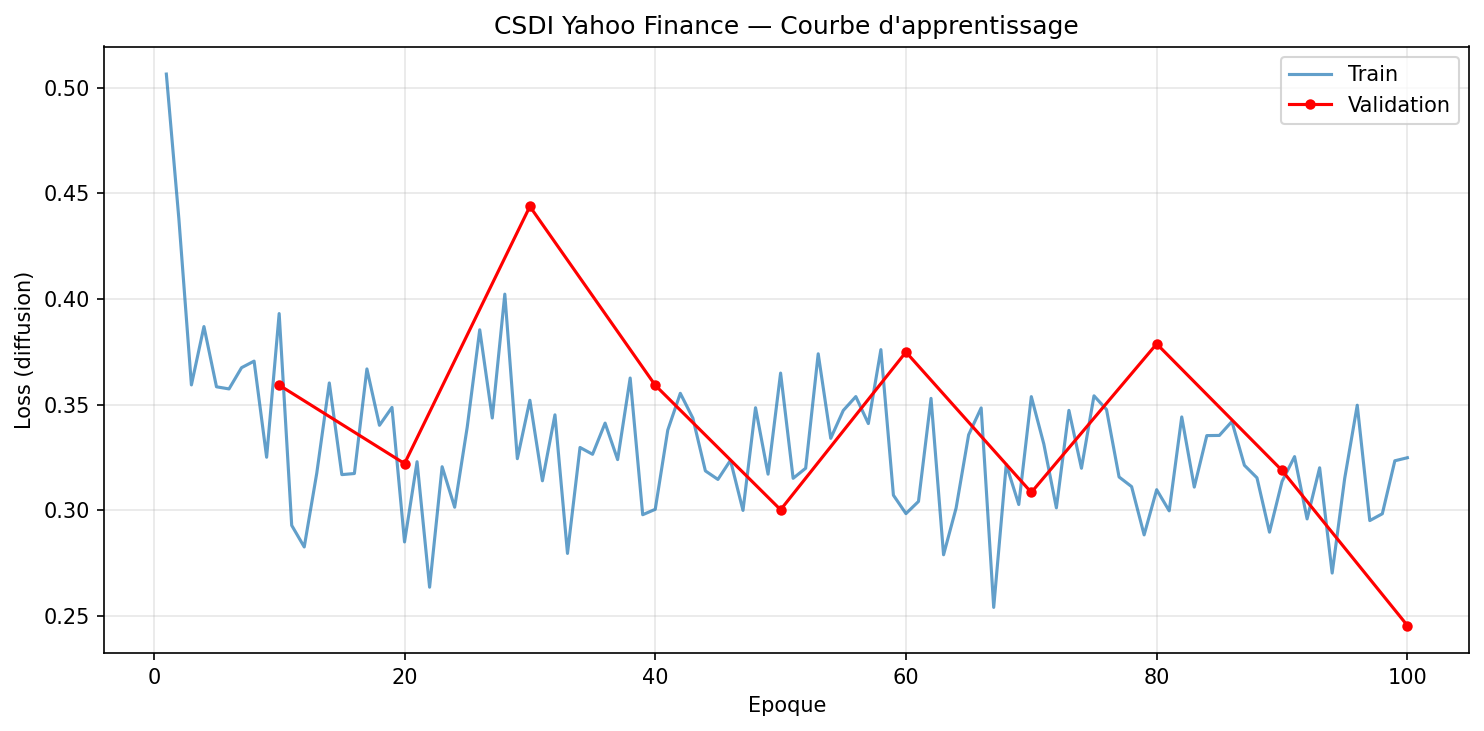 CSDI Yahoo Finance — Courbe d'apprentissage
Train
Validation
Loss (diffusion)
0.50
0.45
0.40
0.35
0.30
0.25
0 20 40 60 80 100
Epoque